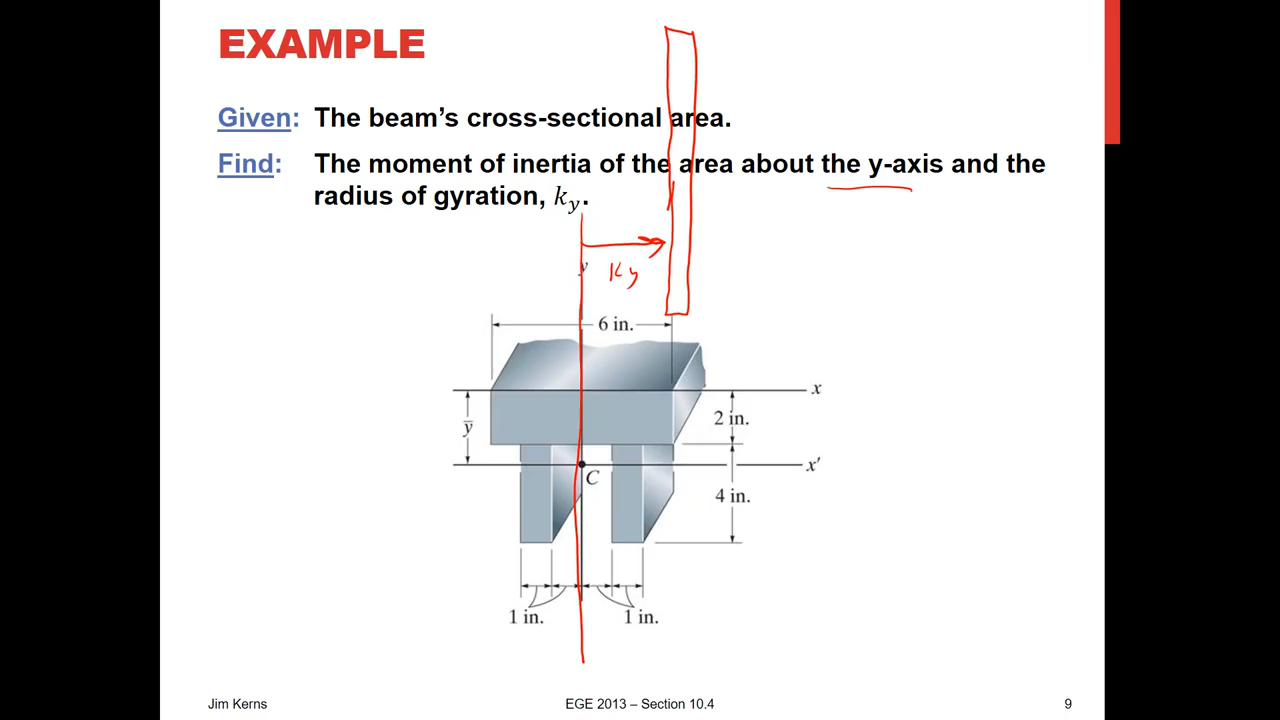 EXAMPLE
Given: The beam's cross-sectional area.
Find: The moment of inertia of the area about the y-axis and the
radius of gyration, k_y.
y
Ky
6 in.
x
2 in.
ȳ
x′
C
4 in.
1 in. 1 in.
Jim Kerns EGE 2013 – Section 10.4 9